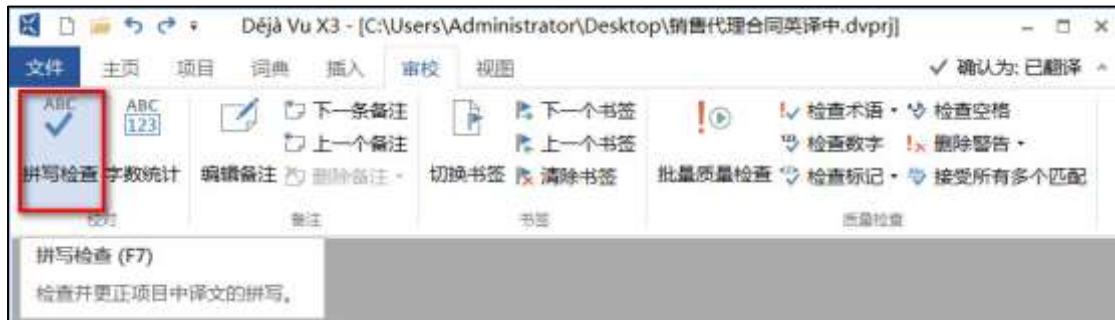 Déjà Vu X3 - [C:\Users\Administrator\Desktop\销售代理合同英译中.dvprj]
文件 主页 项目 词典 插入 审校 视图 确认为: 已翻译
ABC ABC 123 下一条备注 下一个书签 检查术语 检查空格
上一个备注 上一个书签 检查数字 删除警告
拼写检查 字数统计 编辑备注 删除备注 切换书签 清除书签 批量质量检查 检查标记 接受所有多个匹配
校对 备注 书签 质量检查
拼写检查 (F7)
检查并更正项目中译文的拼写。